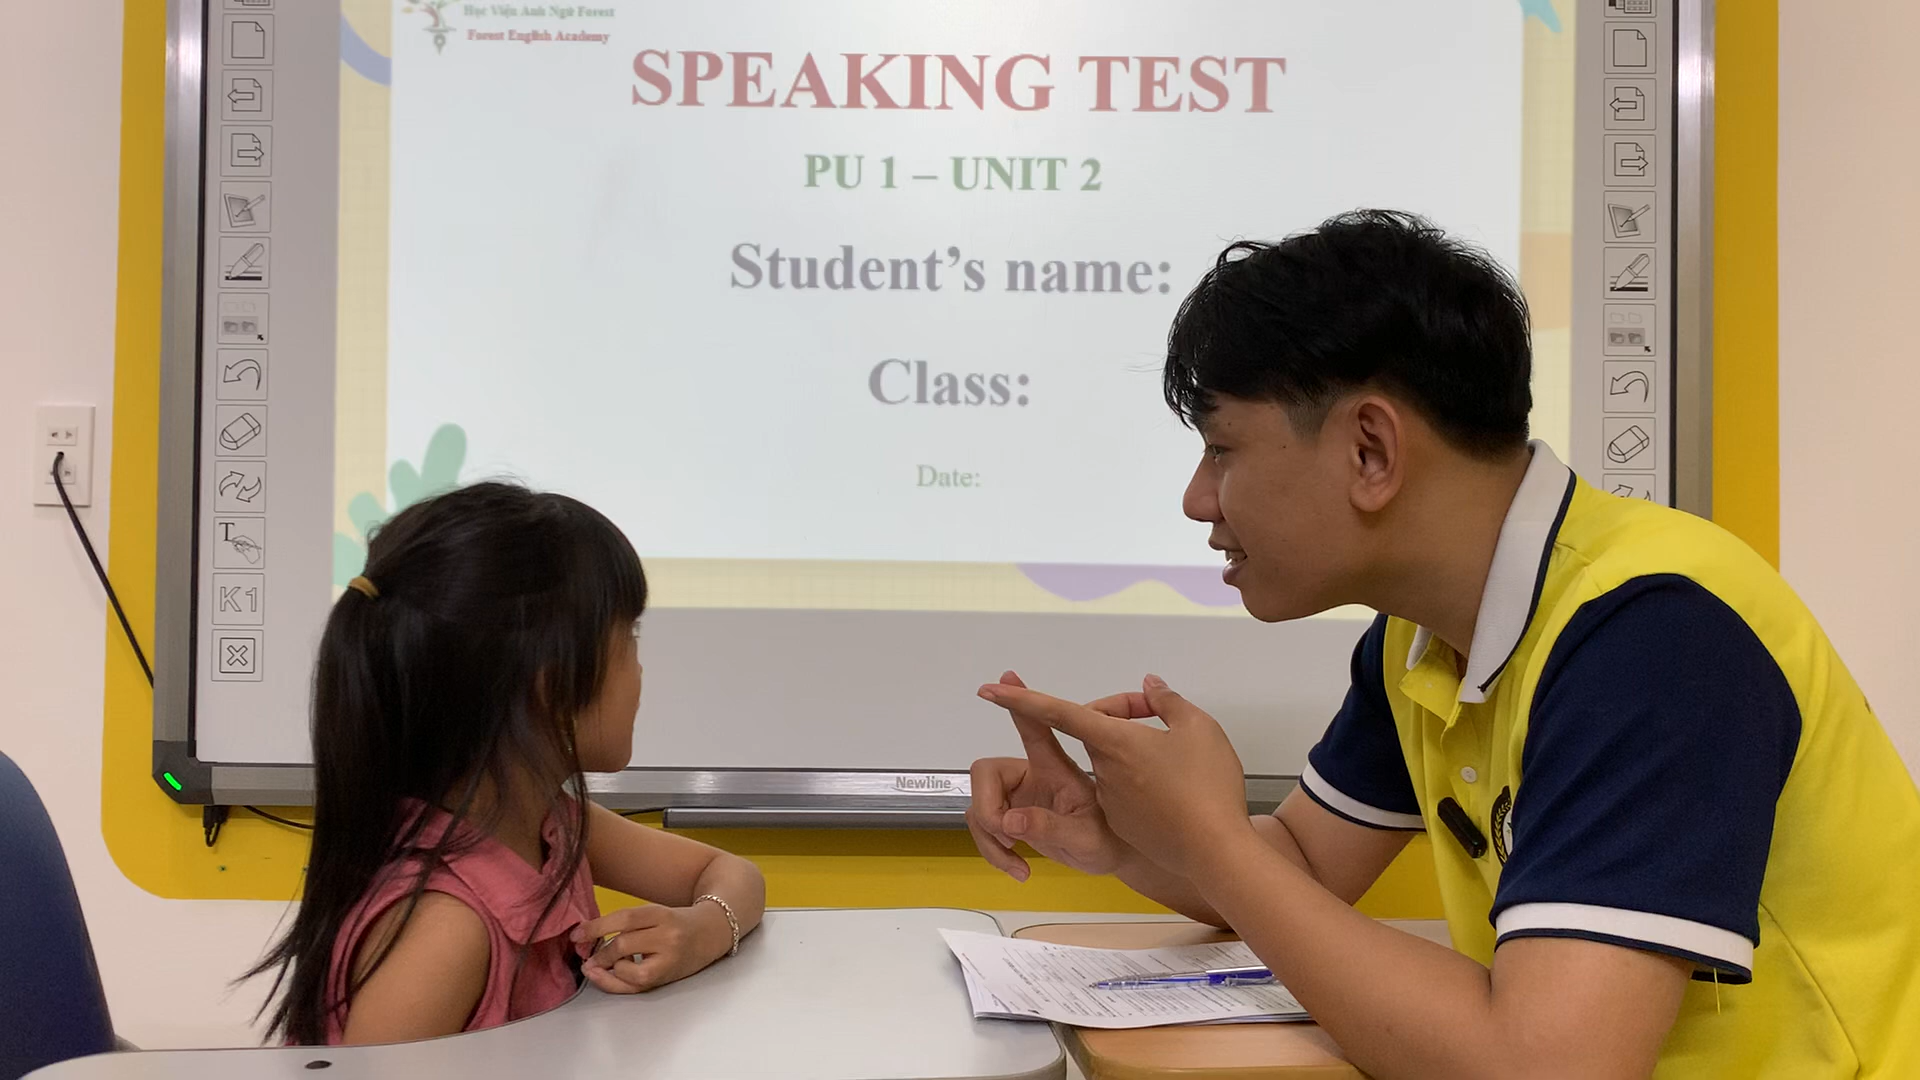 Học Viện Anh Ngữ Forest
Forest English Academy
SPEAKING TEST
PU 1 – UNIT 2
Student’s name:
Class:
Date:
T
K1
Newline